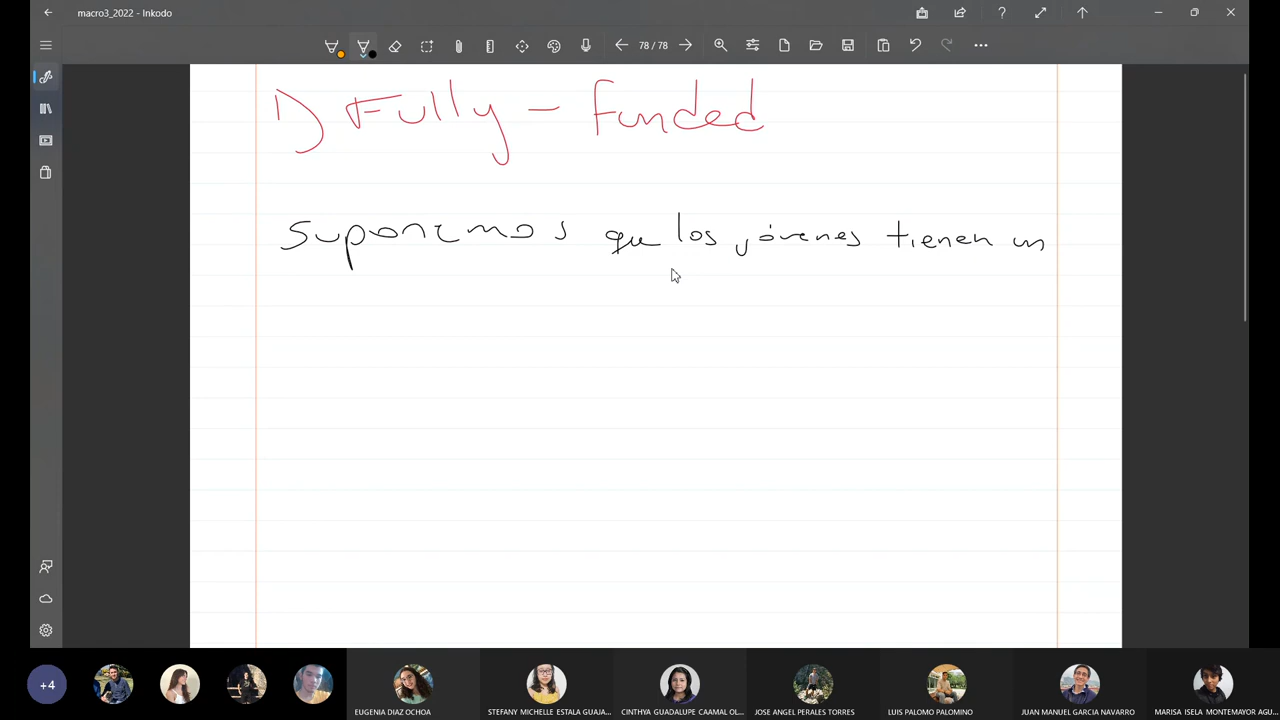 macro3_2022 - Inkodo
78 / 78
1) Fully - Funded
Suponemos que los jóvenes tienen un
+4
EUGENIA DIAZ OCHOA
STEFANY MICHELLE ESTALA GUAJA...
CINTHYA GUADALUPE CAAMAL OL...
JOSE ANGEL PERALES TORRES
LUIS PALOMO PALOMINO
JUAN MANUEL GARCIA NAVARRO
MARISA ISELA MONTEMAYOR AGU...